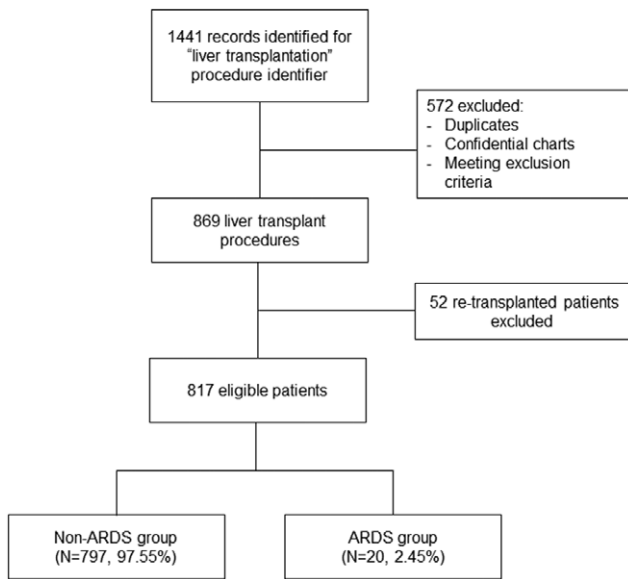 1441 records identified for
“liver transplantation”
procedure identifier
572 excluded:
- Duplicates
- Confidential charts
- Meeting exclusion
criteria
869 liver transplant
procedures
52 re-transplanted patients
excluded
817 eligible patients
Non-ARDS group
(N=797, 97.55%)
ARDS group
(N=20, 2.45%)